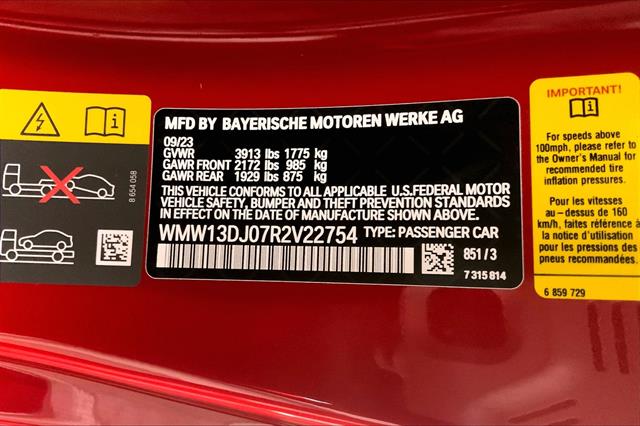 8 654 058
MFD BY BAYERISCHE MOTOREN WERKE AG
09/23
GVWR 3913 lbs 1775 kg
GAWR FRONT 2172 lbs 985 kg
GAWR REAR 1929 lbs 875 kg
THIS VEHICLE CONFORMS TO ALL APPLICABLE U.S.FEDERAL MOTOR
VEHICLE SAFETY, BUMPER AND THEFT PREVENTION STANDARDS
IN EFFECT ON THE DATE OF MANUFACTURE SHOWN ABOVE.
WMW13DJ07R2V22754 TYPE: PASSENGER CAR
851/3
7 315 814
IMPORTANT!
For speeds above
100mph, please refer to
the Owner's Manual for
recommended tire
inflation pressures.
Pour les vitesses
au-dessus de 160
km/h, se référer à
la notice d'utilisation
pour les pressions des
pneus recommandées.
6 859 729